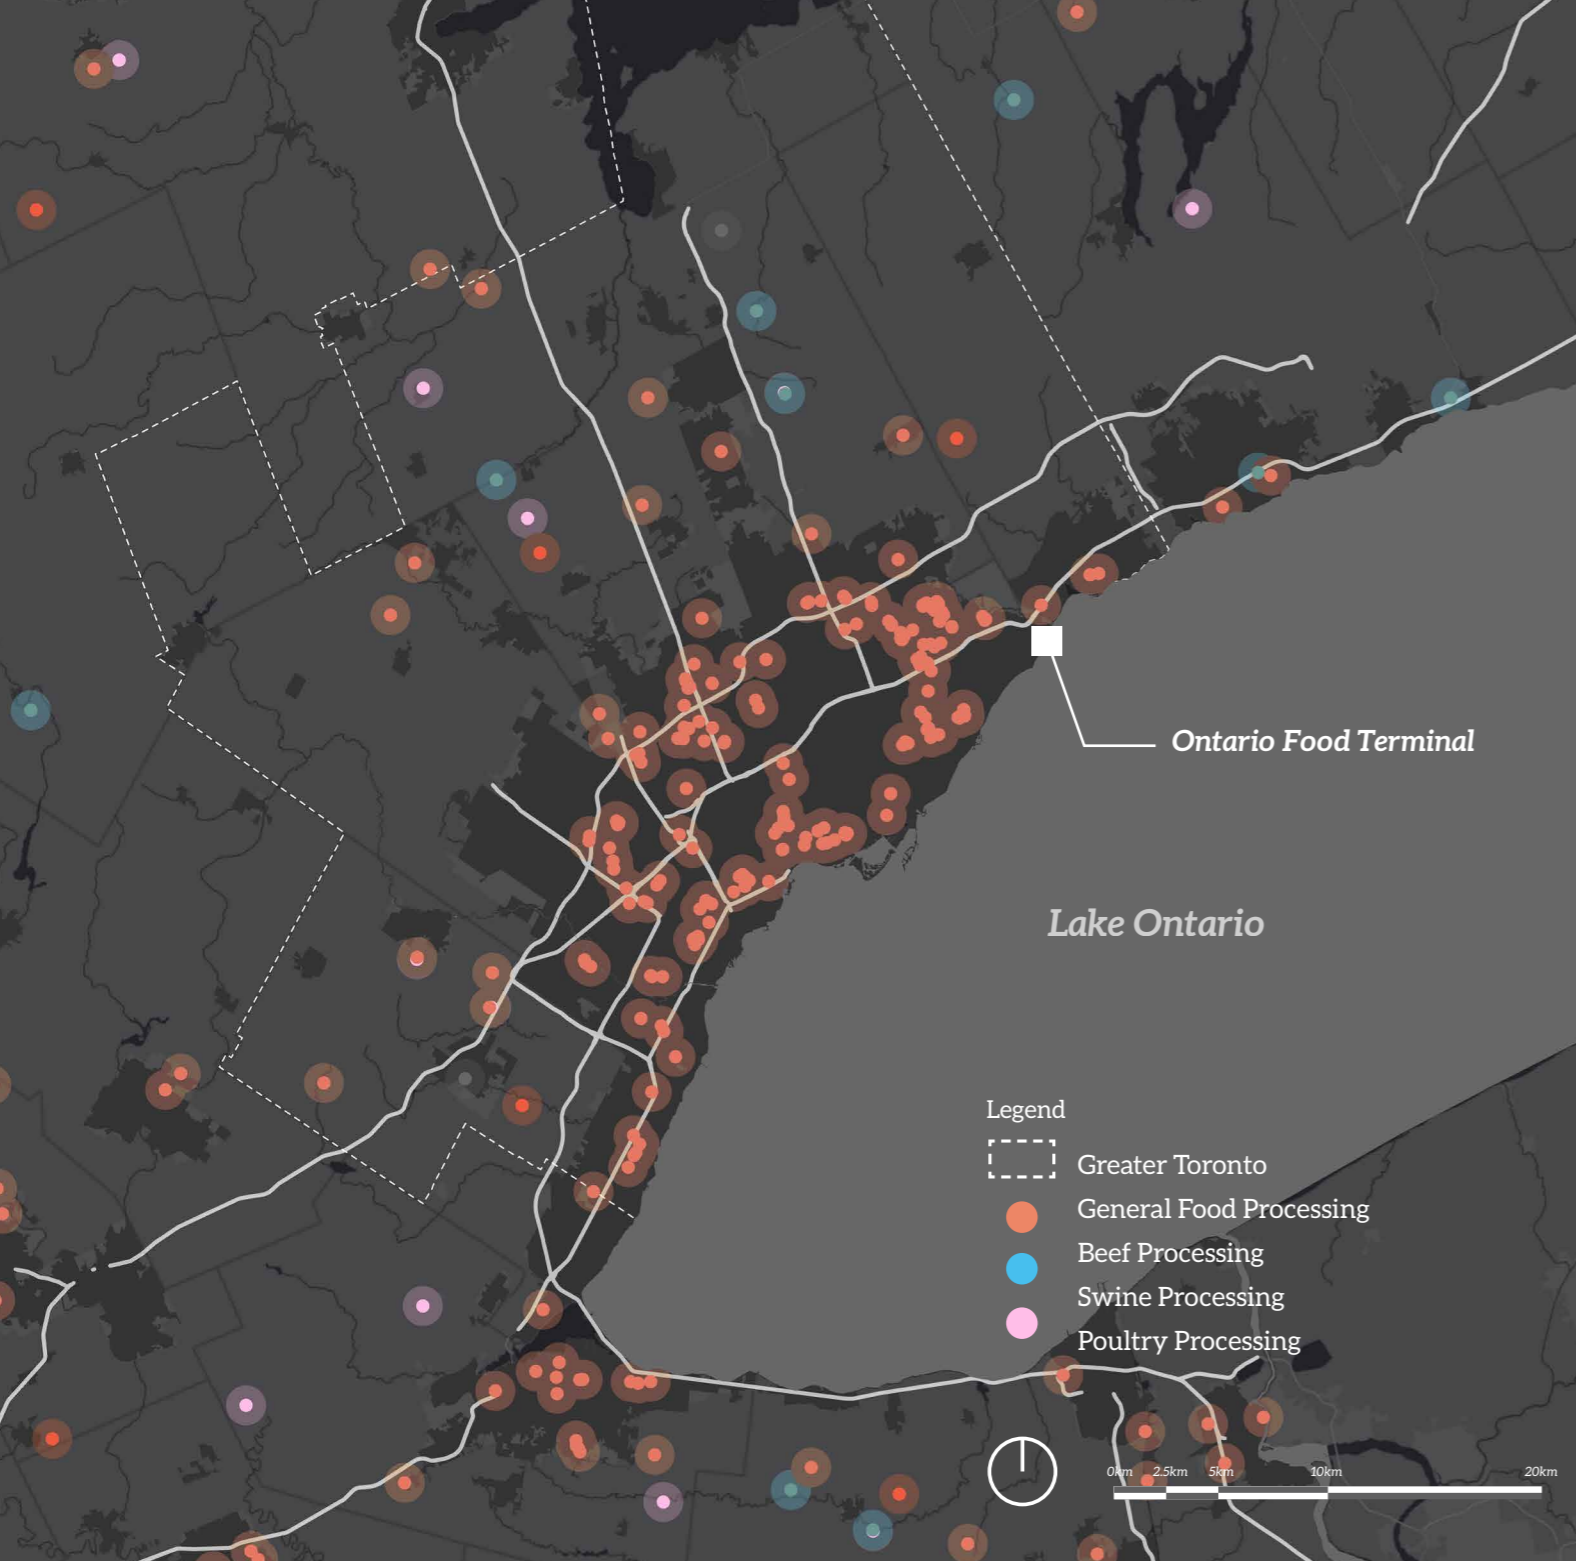 Ontario Food Terminal
Lake Ontario
Legend
Greater Toronto
General Food Processing
Beef Processing
Swine Processing
Poultry Processing
0km 2.5km 5km 10km 20km